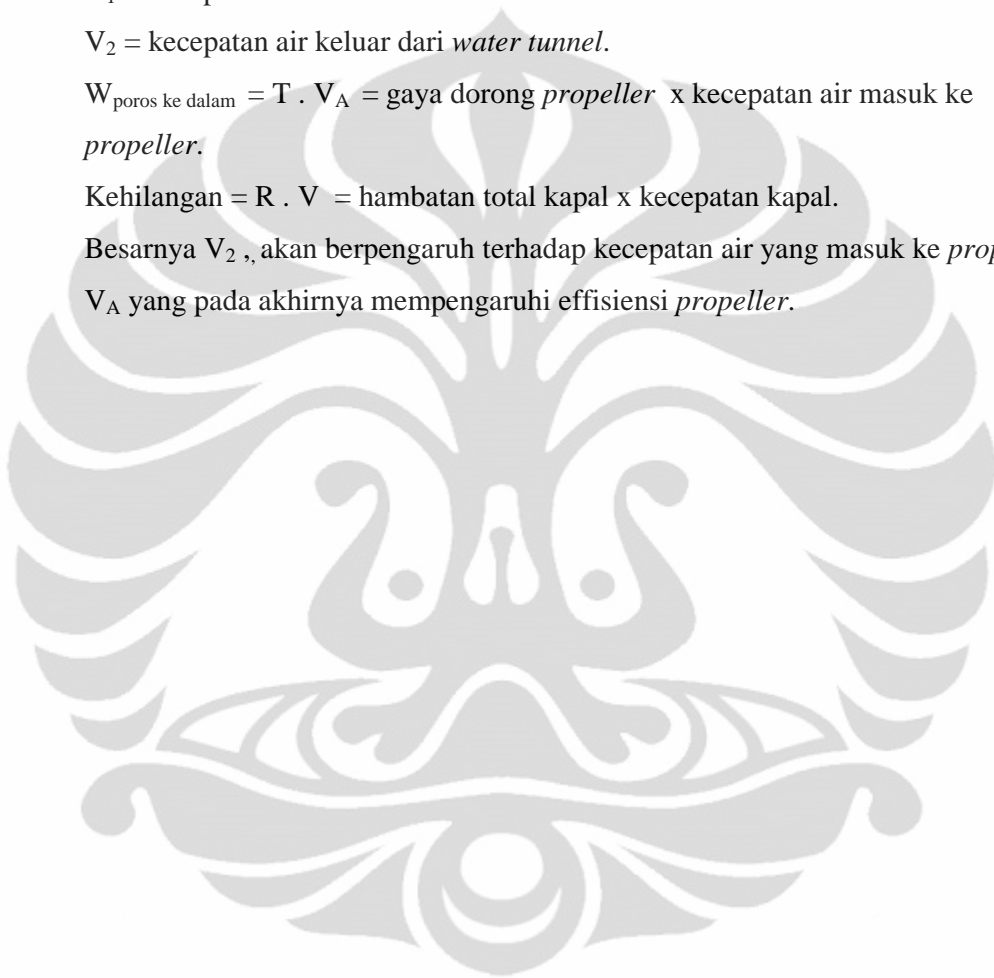 V₂ = kecepatan air keluar dari water tunnel.
W poros ke dalam = T . V_A = gaya dorong propeller x kecepatan air masuk ke
propeller.
Kehilangan = R . V = hambatan total kapal x kecepatan kapal.
Besarnya V₂ ,, akan berpengaruh terhadap kecepatan air yang masuk ke
V_A yang pada akhirnya mempengaruhi effisiensi propeller.